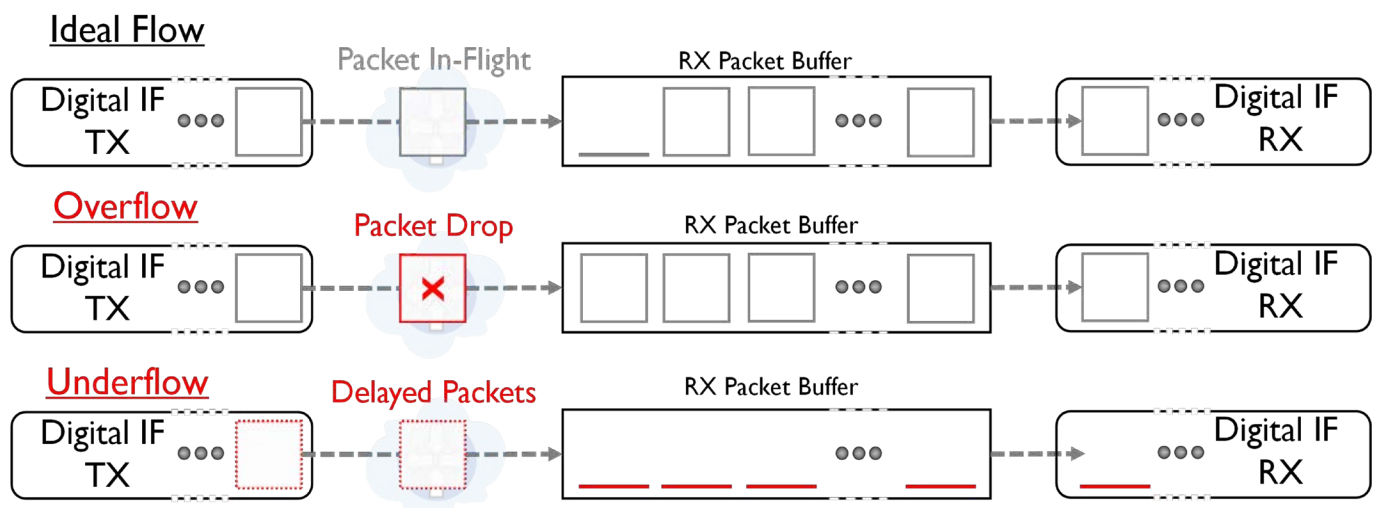 Ideal Flow
Packet In-Flight
RX Packet Buffer
Digital IF
TX
Digital IF
RX
Overflow
Packet Drop
RX Packet Buffer
Digital IF
TX
Digital IF
RX
Underflow
Delayed Packets
RX Packet Buffer
Digital IF
TX
Digital IF
RX